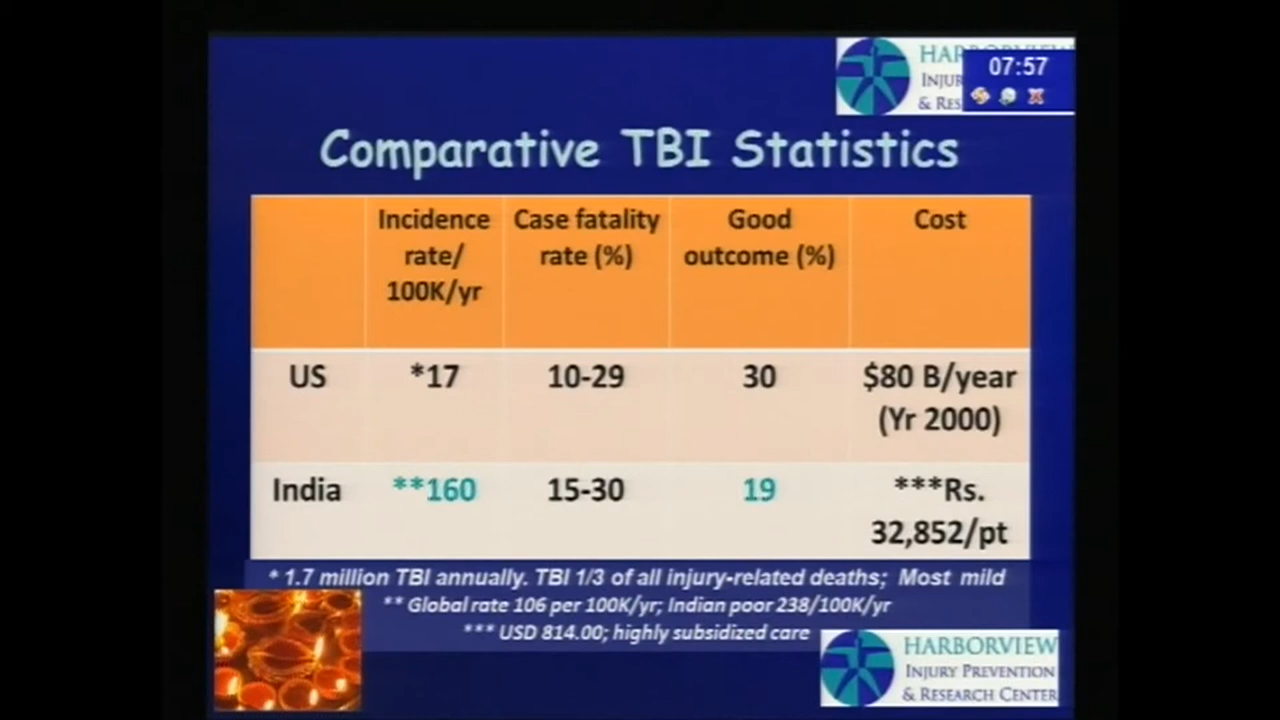 HARBORVIEW
INJUR
& RES
07:57
Comparative TBI Statistics
Incidence rate/ 100K/yr
Case fatality rate (%)
Good outcome (%)
Cost
US
*17
10-29
30
$80 B/year (Yr 2000)
India
**160
15-30
19
***Rs. 32,852/pt
* 1.7 million TBI annually. TBI 1/3 of all injury-related deaths; Most mild
** Global rate 106 per 100K/yr; Indian poor 238/100K/yr
*** USD 814.00; highly subsidized care
HARBORVIEW
INJURY PREVENTION
& RESEARCH CENTER